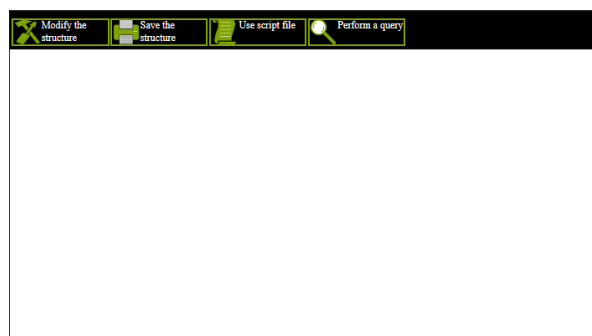 Modify the
structure
Save the
structure
Use script file
Perform a query